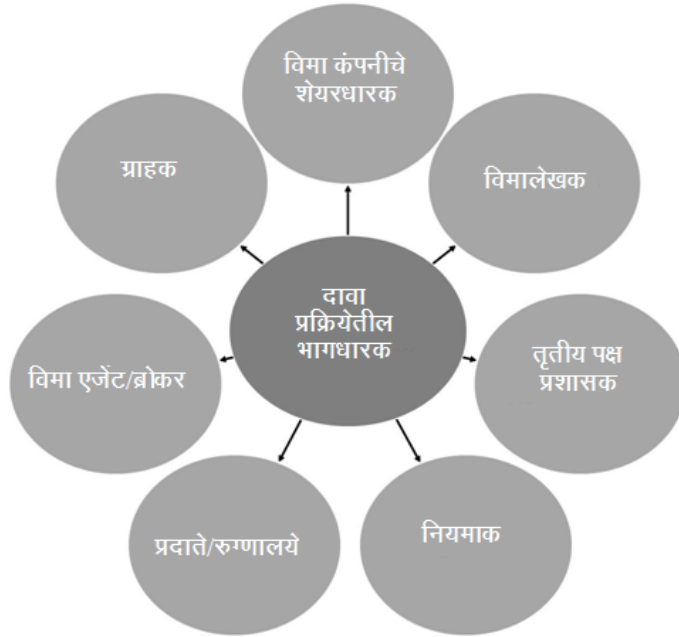 विमा कंपनीचे
शेयरधारक
ग्राहक
विमालेखक
दावा
प्रक्रियेतील
भागधारक
विमा एजेंट/ब्रोकर
तृतीय पक्ष
प्रशासक
प्रदाते/रुग्णालये
नियमाक